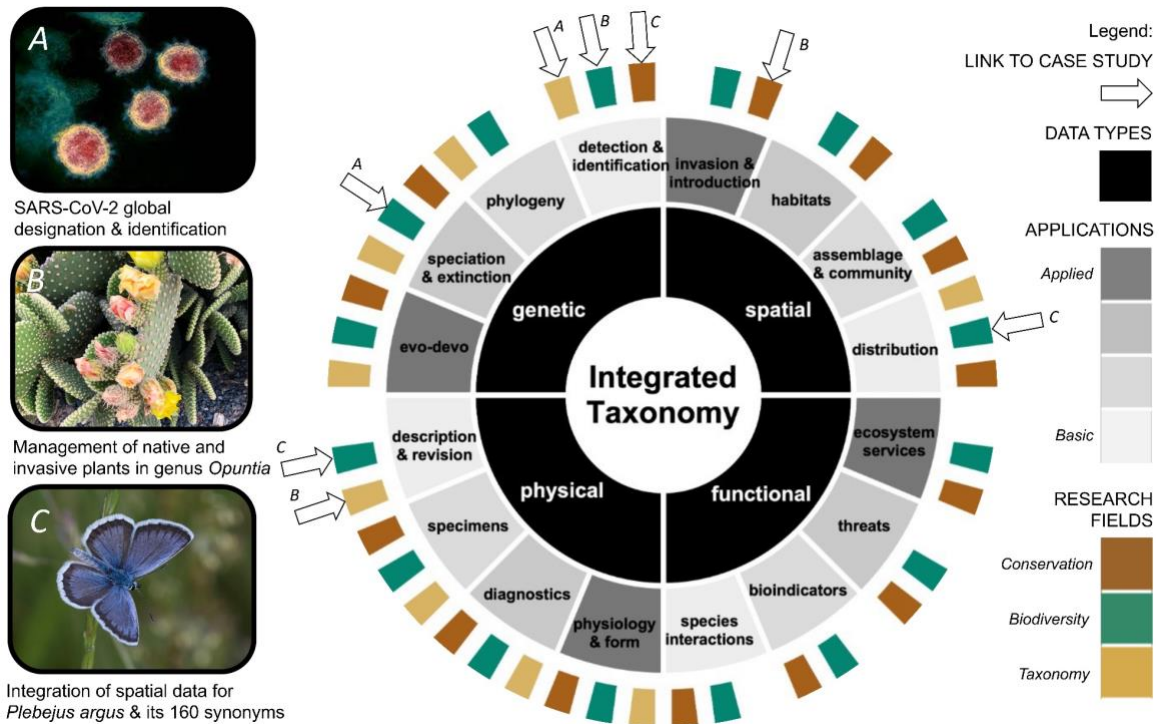 A
SARS-CoV-2 global
designation & identification
B
Management of native and
invasive plants in genus Opuntia
C
Integration of spatial data for
Plebejus argus & its 160 synonyms
A
B
C
B
A
C
C
B
detection &
identification
invasion &
introduction
phylogeny
habitats
speciation
& extinction
assemblage
& community
evo-devo
distribution
genetic
spatial
Integrated
Taxonomy
physical
functional
description
& revision
ecosystem
services
specimens
threats
diagnostics
bioindicators
physiology
& form
species
interactions
Legend:
LINK TO CASE STUDY
DATA TYPES
APPLICATIONS
Applied
Basic
RESEARCH
FIELDS
Conservation
Biodiversity
Taxonomy